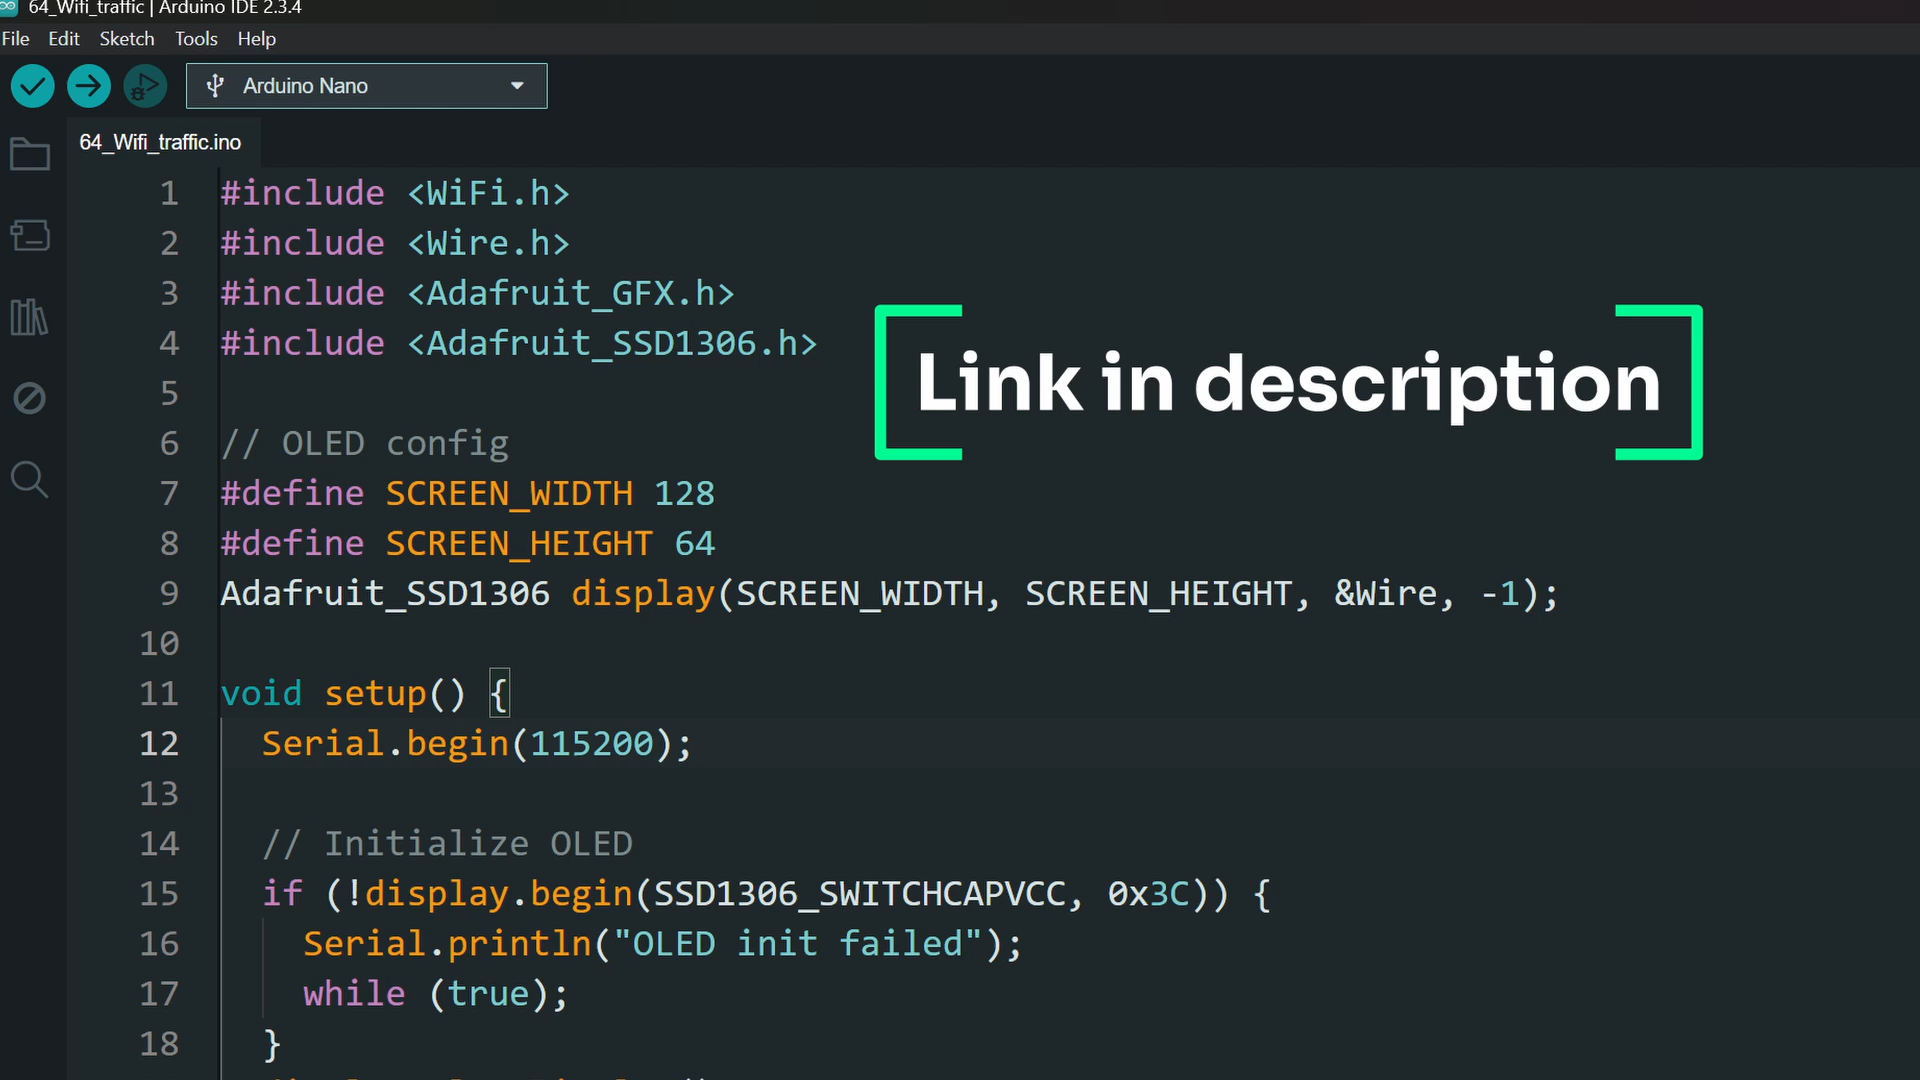 64_Wifi_traffic | Arduino IDE 2.3.4
File Edit Sketch Tools Help
Arduino Nano
64_Wifi_traffic.ino
1 #include <WiFi.h>
2 #include <Wire.h>
3 #include <Adafruit_GFX.h>
4 #include <Adafruit_SSD1306.h>
Link in description
5
6 // OLED config
7 #define SCREEN_WIDTH 128
8 #define SCREEN_HEIGHT 64
9 Adafruit_SSD1306 display(SCREEN_WIDTH, SCREEN_HEIGHT, &Wire, -1);
10
11 void setup() {
12 Serial.begin(115200);
13
14 // Initialize OLED
15 if (!display.begin(SSD1306_SWITCHCAPVCC, 0x3C)) {
16 Serial.println("OLED init failed");
17 while (true);
18 }